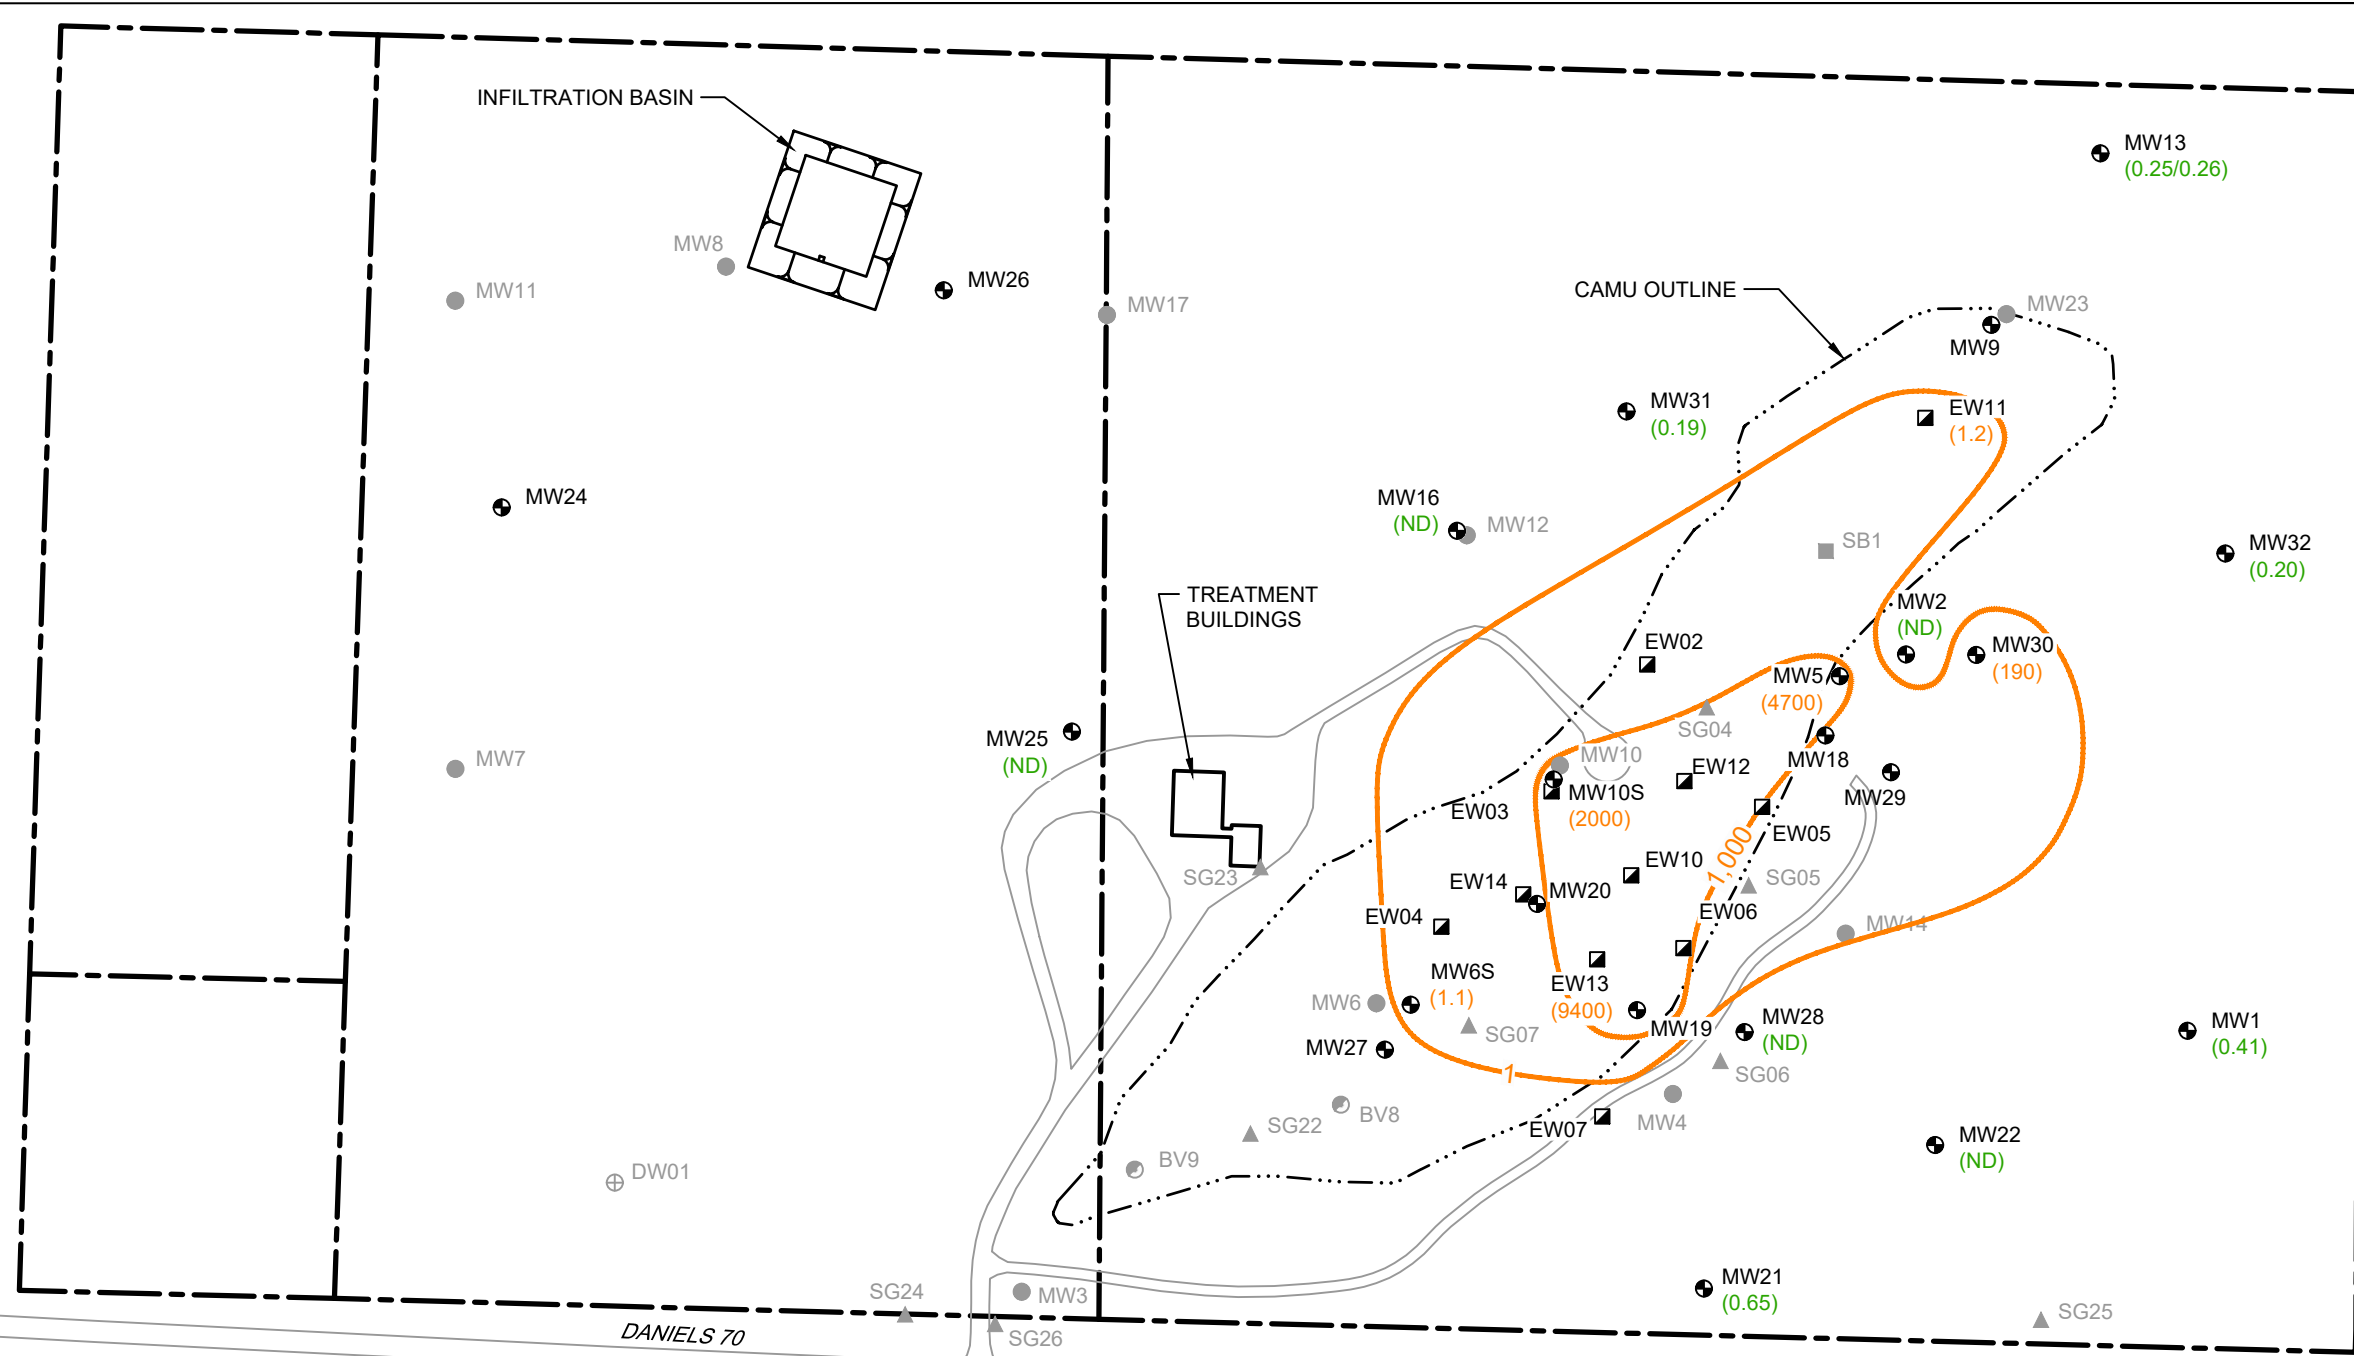 INFILTRATION BASIN
MW13
(0.25/0.26)
MW8
MW11
MW26
MW17
CAMU OUTLINE
MW23
MW9
MW31
(0.19)
EW11
(1.2)
MW24
MW16
(ND)
MW12
SB1
MW32
(0.20)
TREATMENT
BUILDINGS
MW2
(ND)
EW02
MW30
(190)
MW5
(4700)
SG04
MW25
(ND)
MW7
MW10
MW18
EW12
MW29
EW03
MW10S
(2000)
EW05
1,000
SG23
EW14
MW20
EW10
SG05
EW04
EW06
MW14
MW6
MW6S
(1.1)
EW13
(9400)
SG07
MW19
MW28
(ND)
MW1
(0.41)
MW27
1
SG06
BV8
SG22
EW07
MW4
MW22
(ND)
BV9
DW01
MW21
(0.65)
SG24
MW3
SG25
DANIELS 70
SG26